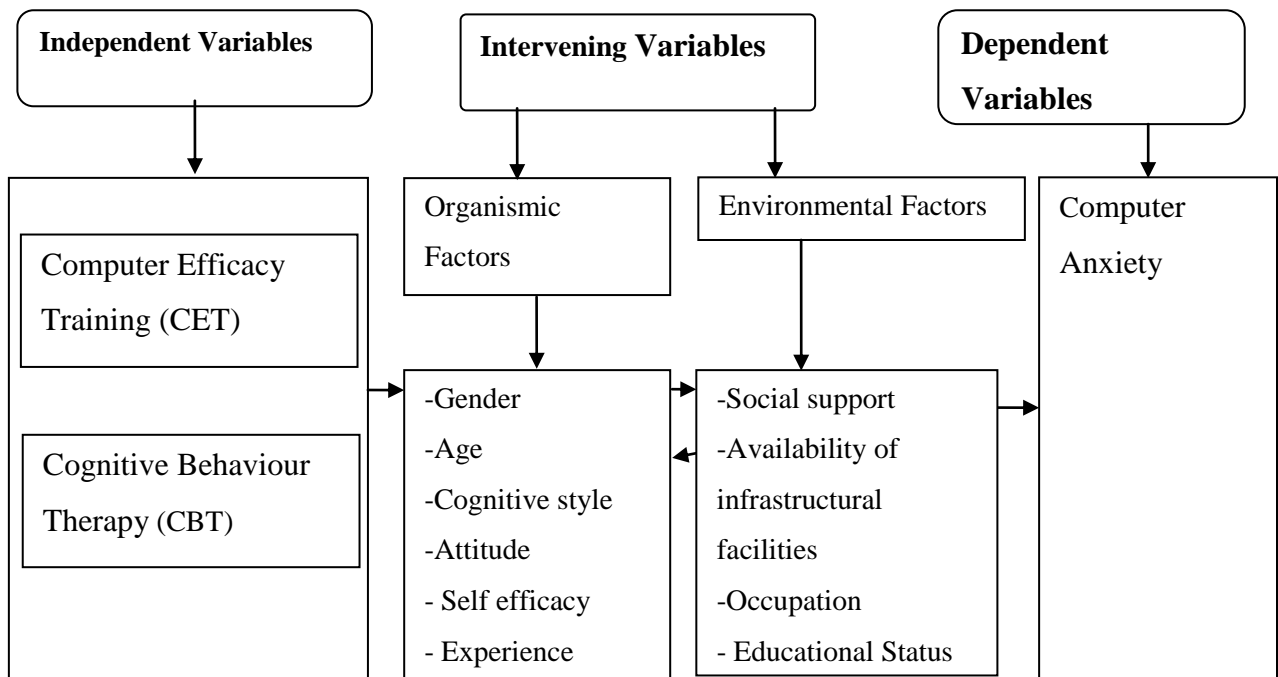 Independent Variables
Intervening Variables
Dependent
Variables
Organismic
Factors
Environmental Factors
Computer
Anxiety
Computer Efficacy
Training (CET)
Cognitive Behaviour
Therapy (CBT)
-Gender
-Age
-Cognitive style
-Attitude
- Self efficacy
- Experience
-Social support
-Availability of
infrastructural
facilities
-Occupation
- Educational Status